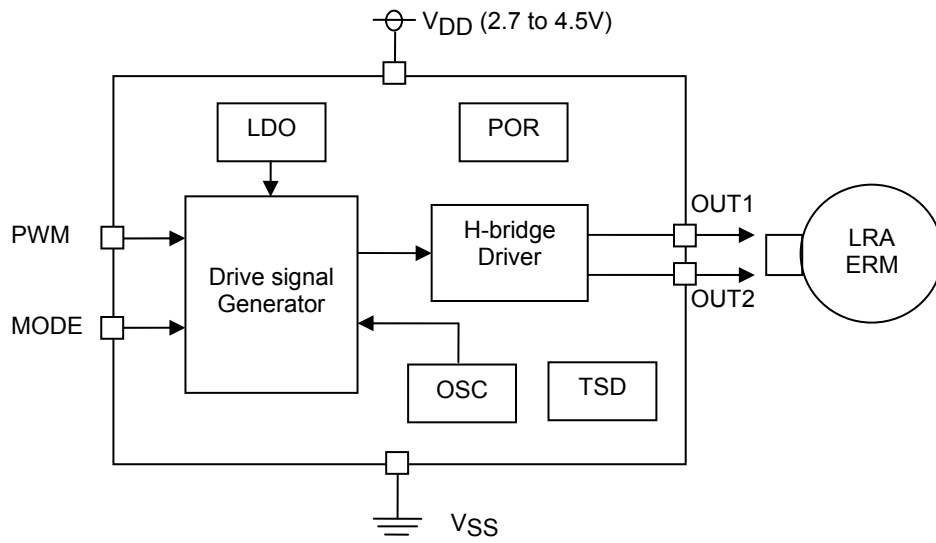 VDD (2.7 to 4.5V)
LDO
POR
PWM
MODE
Drive signal
Generator
H-bridge
Driver
OUT1
OUT2
LRA
ERM
OSC
TSD
VSS